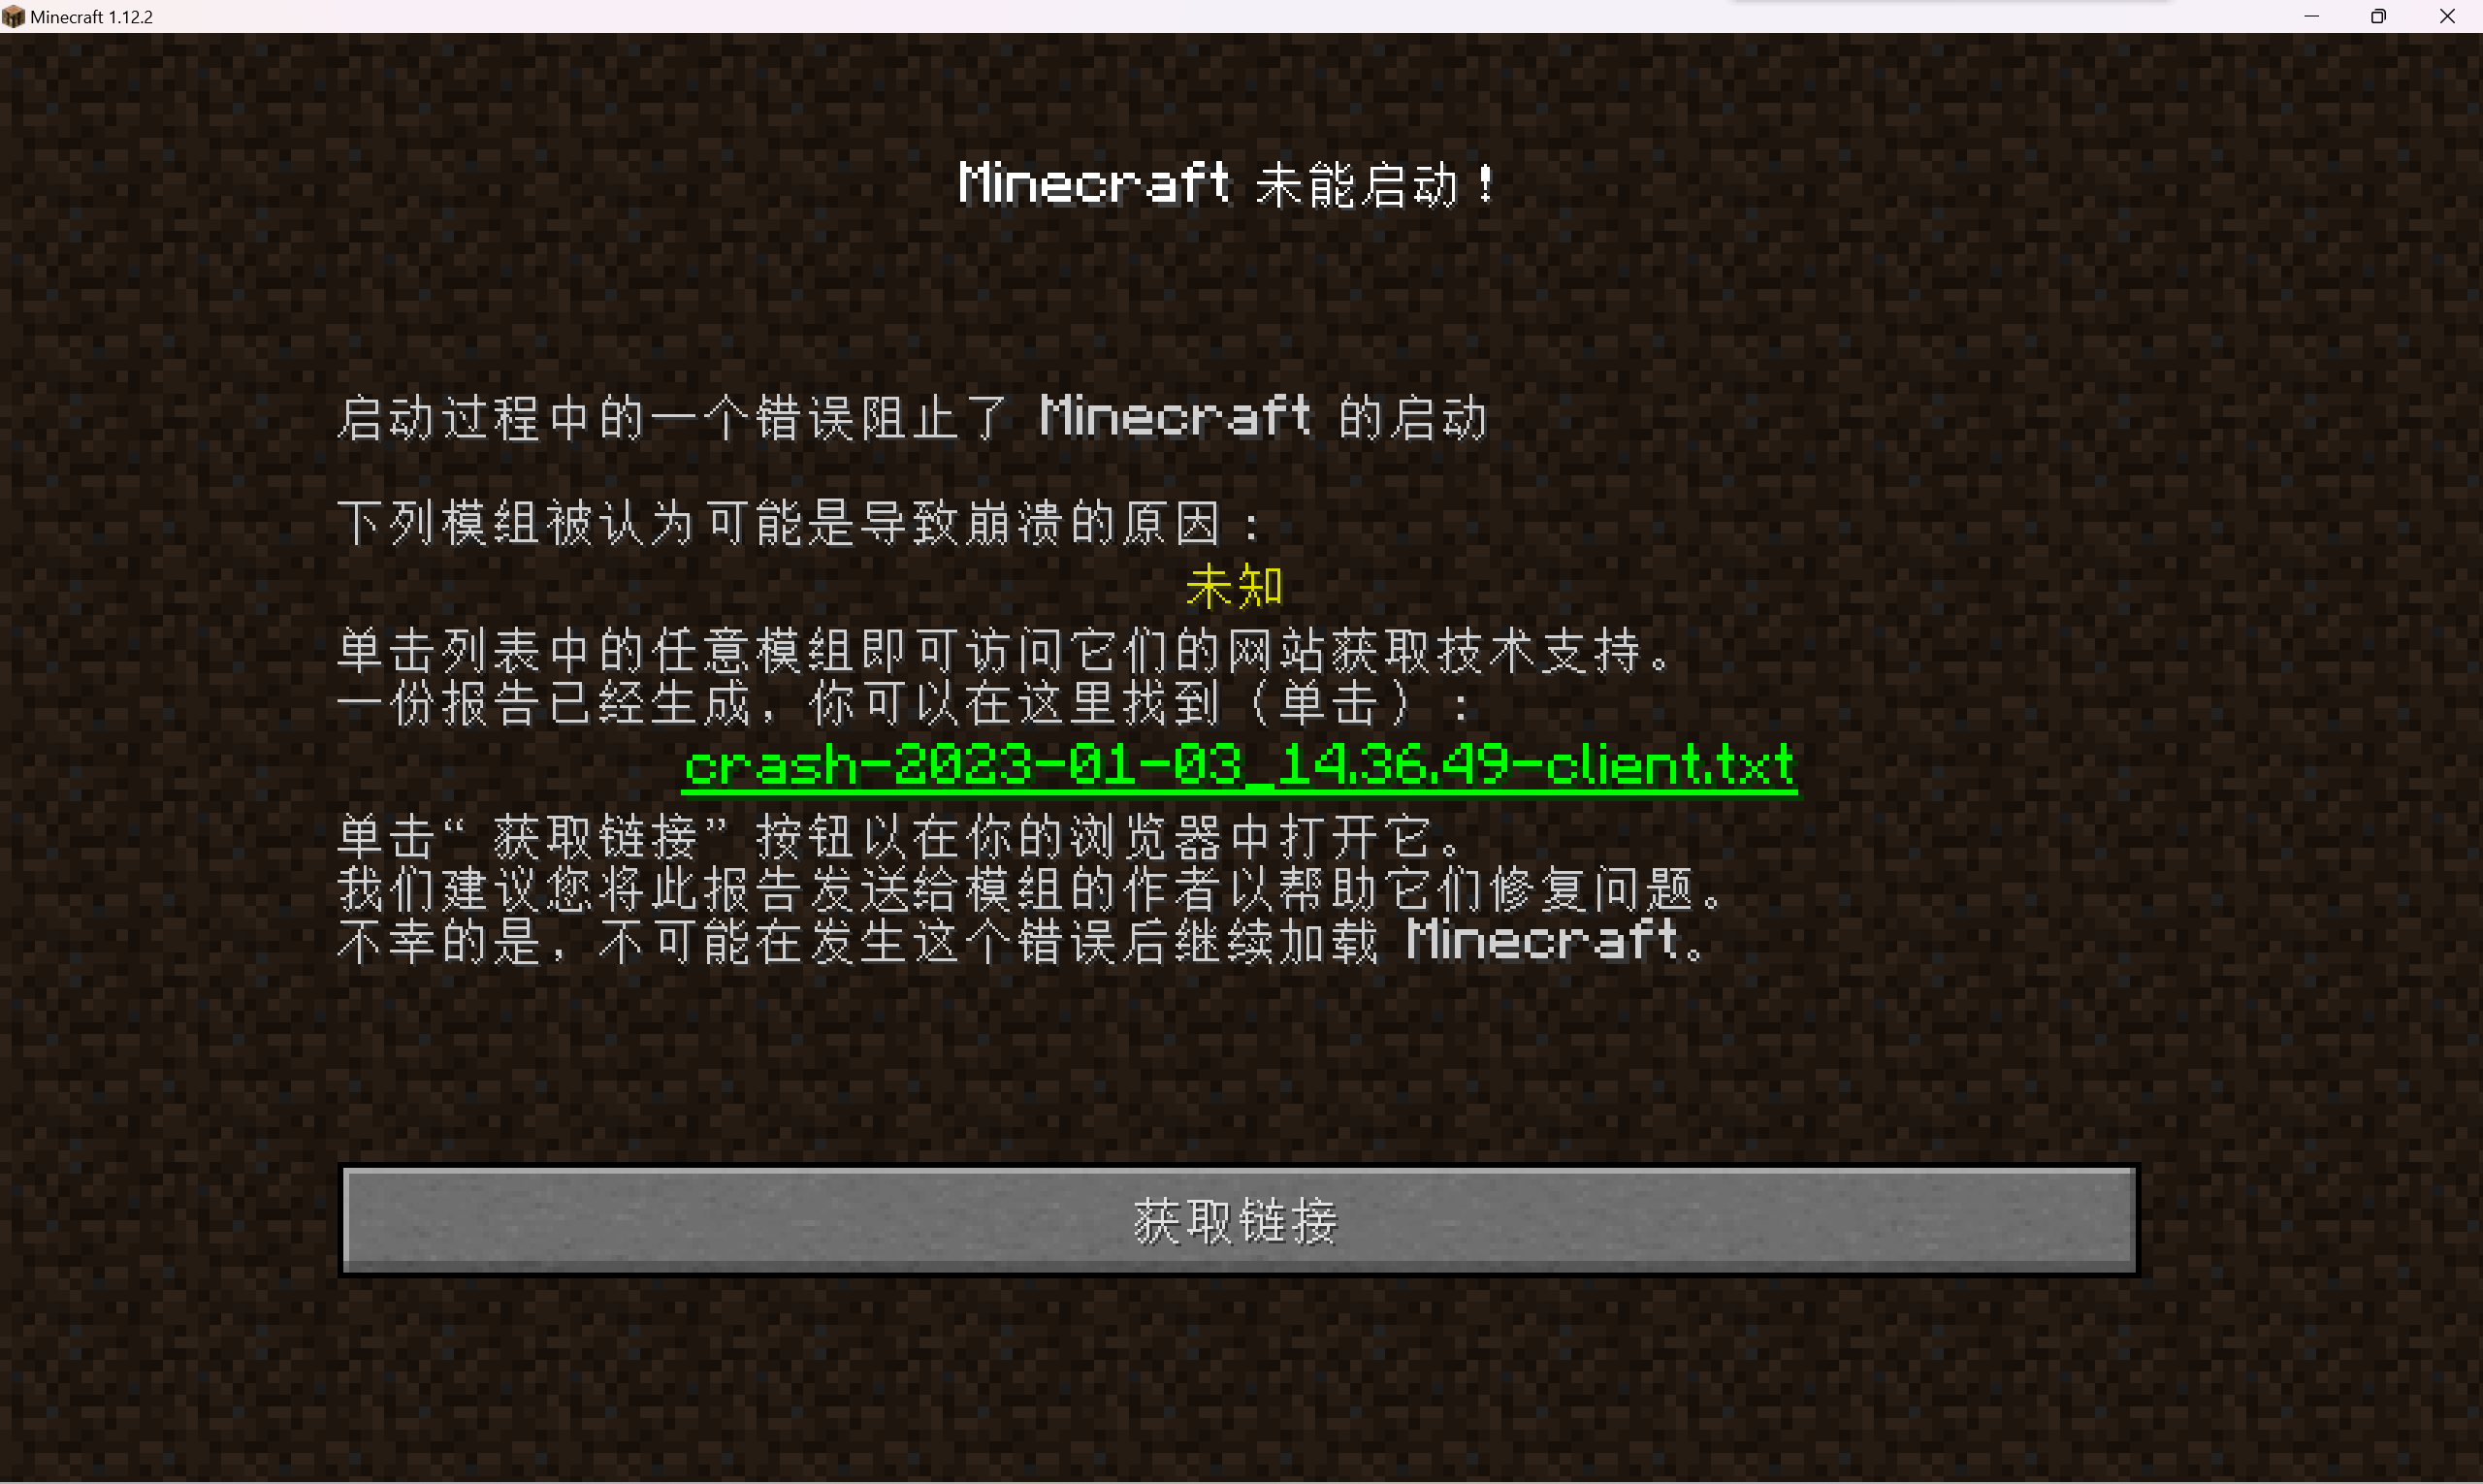 Minecraft 1.12.2
Minecraft 未能启动！
启动过程中的一个错误阻止了 Minecraft 的启动
下列模组被认为可能是导致崩溃的原因：
未知
单击列表中的任意模组即可访问它们的网站获取技术支持。
一份报告已经生成，你可以在这里找到（单击）：
crash-2023-01-03_14.36.49-client.txt
单击“获取链接”按钮以在你的浏览器中打开它。
我们建议您将此报告发送给模组的作者以帮助它们修复问题。
不幸的是，不可能在发生这个错误后继续加载 Minecraft。
获取链接